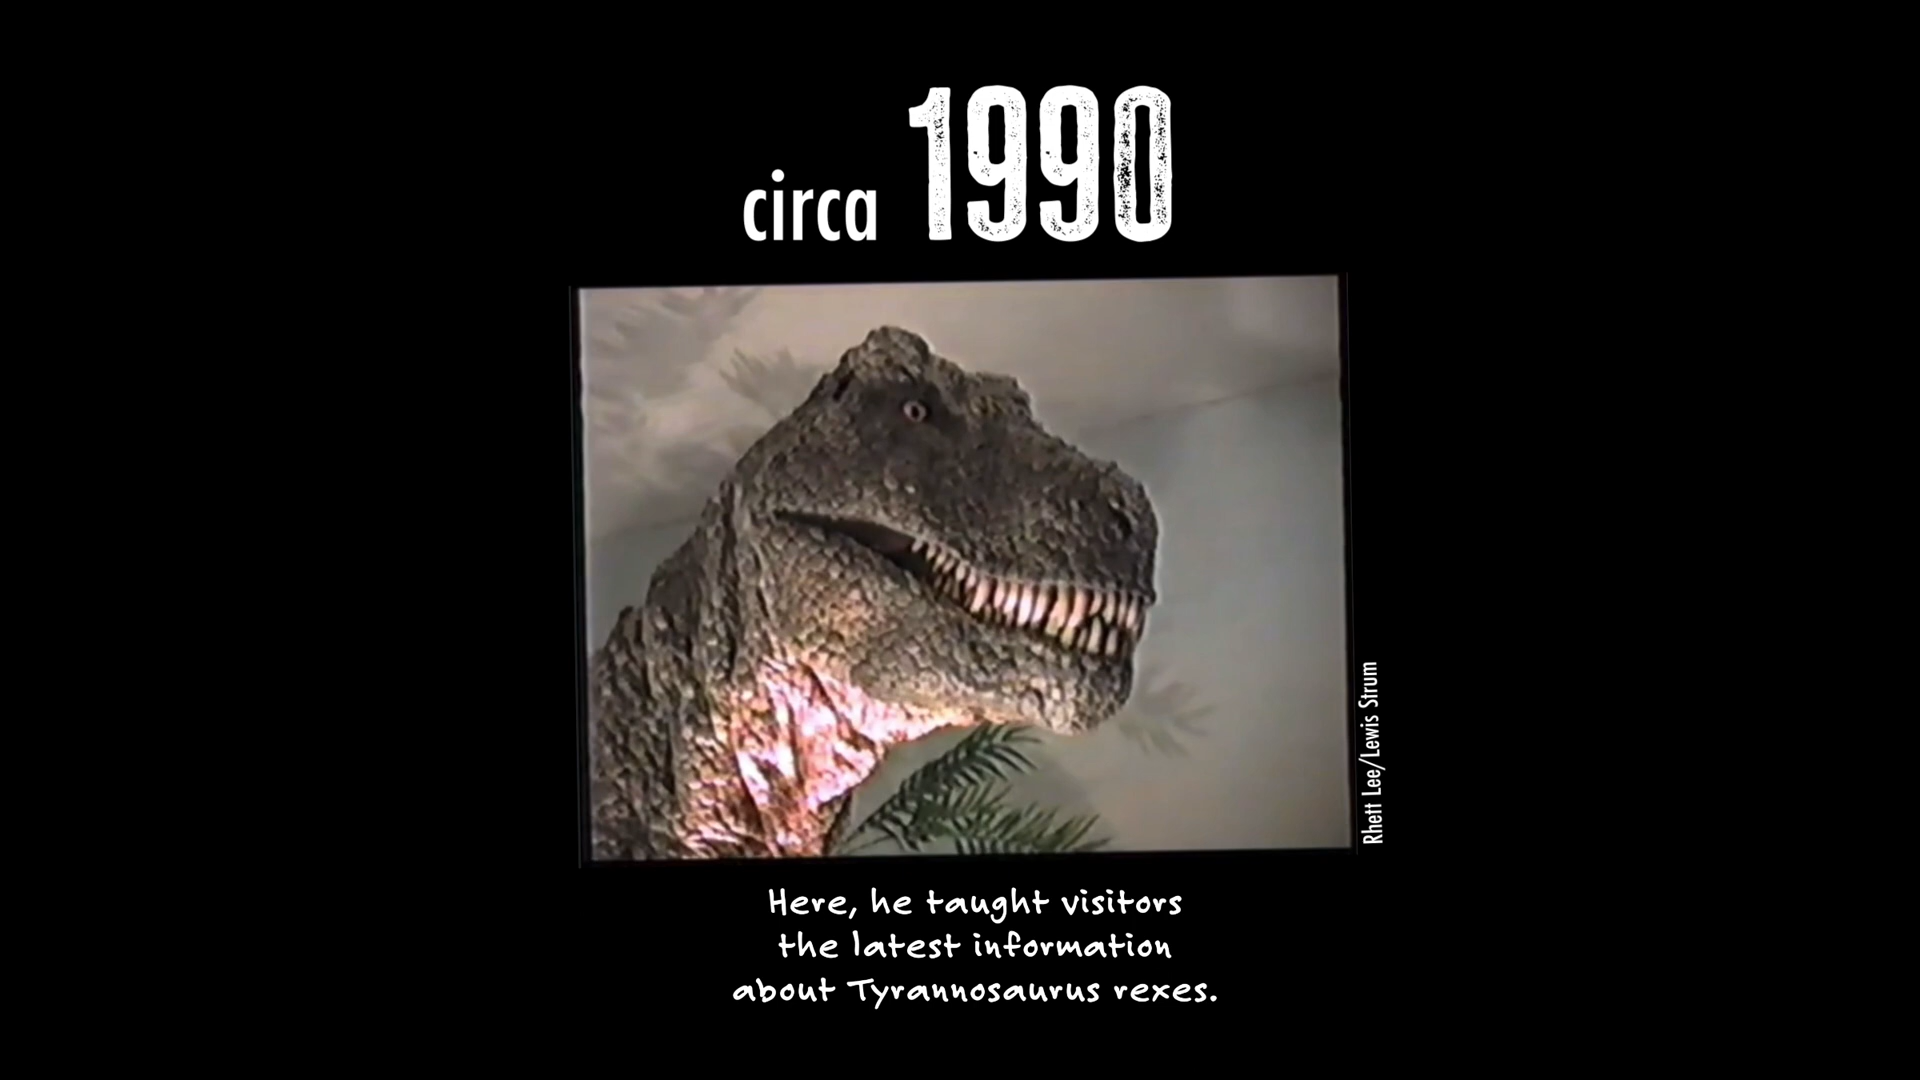 circa 1990
Rhett Lee/Lewis Strum
Here, he taught visitors
the latest information
about Tyrannosaurus rexes.